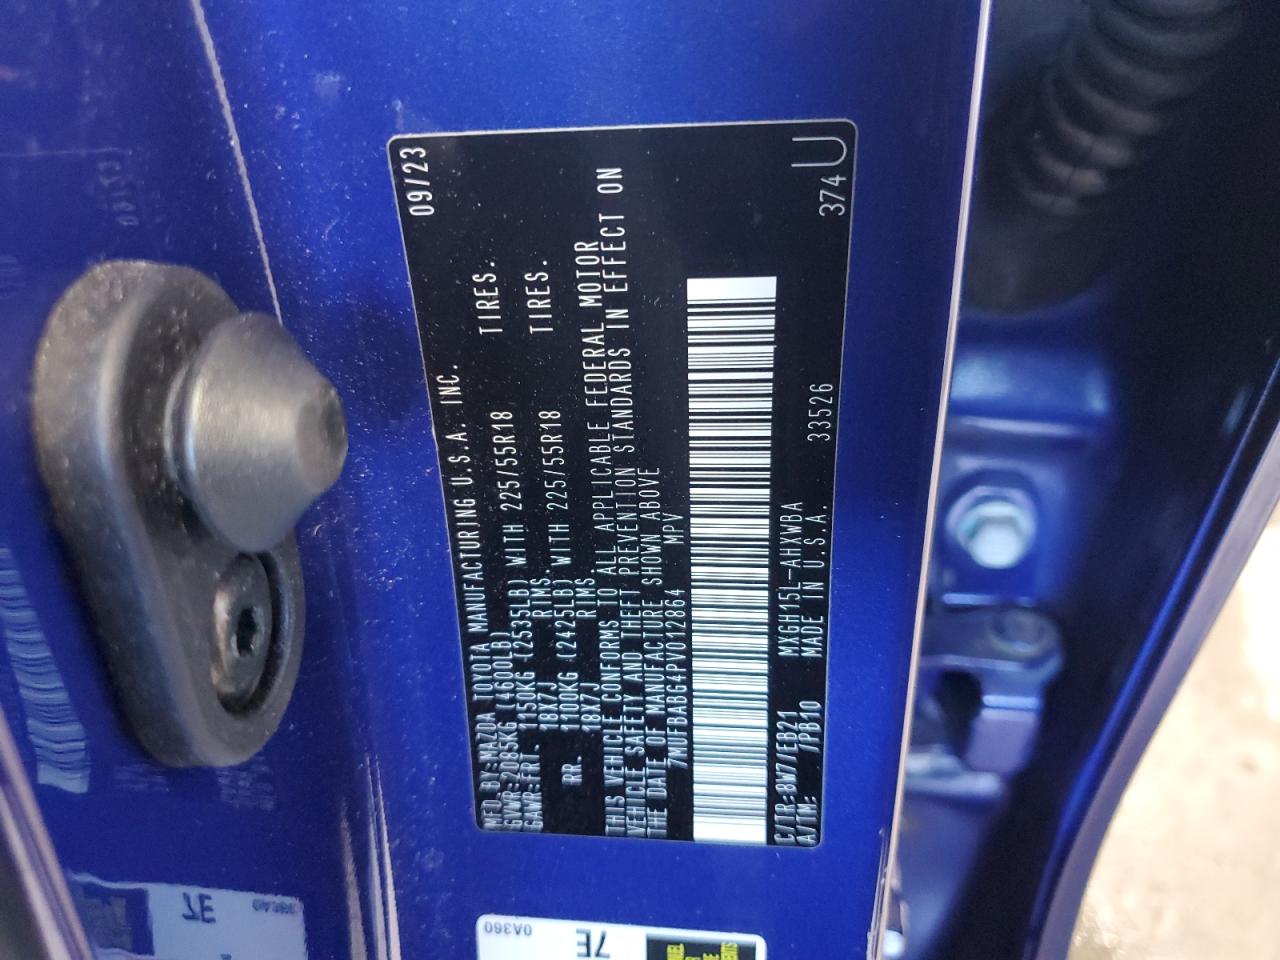 MFD. BY:MAZDA TOYOTA MANUFACTURING U.S.A. INC. 09/23
GVWR:2085KG (4600LB)
GAWR:FRT. 1150KG (2535LB) WITH 225/55R18 TIRES.
18X7J RIMS.
RR. 1100KG (2425LB) WITH 225/55R18 TIRES.
18X7J RIMS.
THIS VEHICLE CONFORMS TO ALL APPLICABLE FEDERAL MOTOR
VEHICLE SAFETY AND THEFT PREVENTION STANDARDS IN EFFECT ON
THE DATE OF MANUFACTURE SHOWN ABOVE
7MUFBABG4PV012864 MPV
C/TR:8W7/EB21 MXGH15L-AHXWBA 33526 374U
A/TM: /PB10 MADE IN U.S.A.
0A360
7E